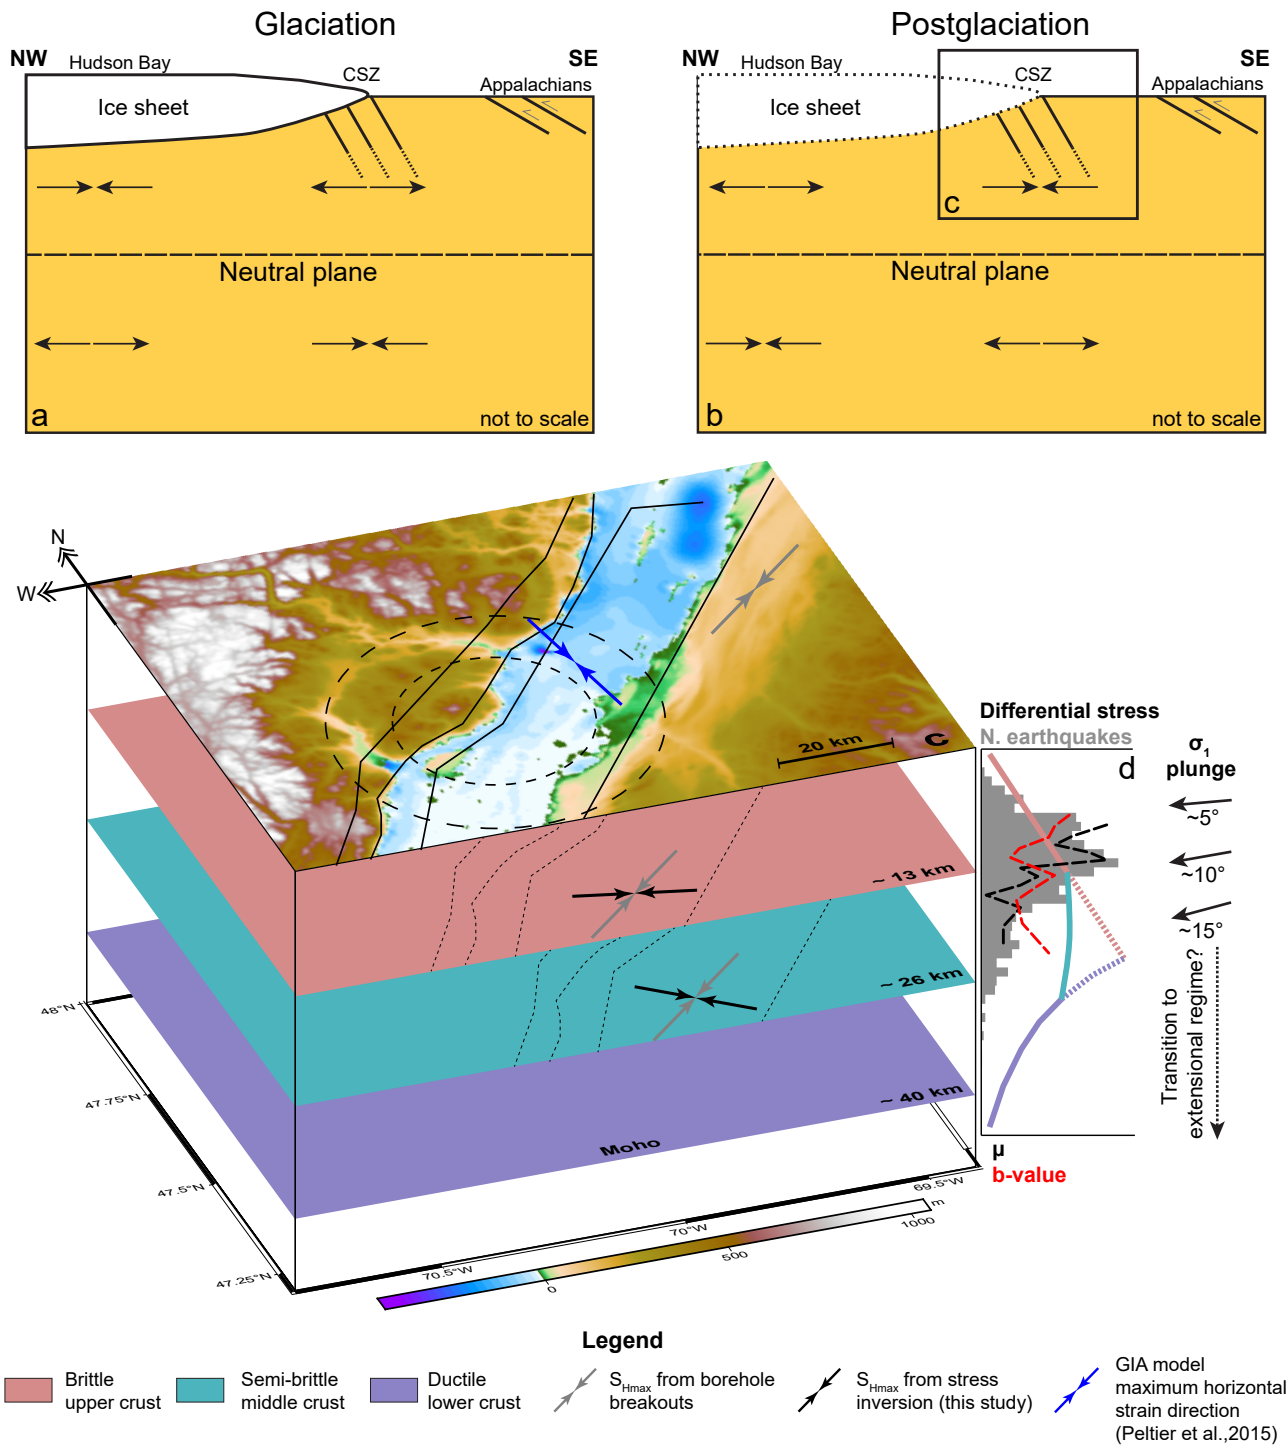 Glaciation
NW
Hudson Bay
CSZ
SE
Appalachians
Ice sheet
Neutral plane
a
not to scale
Postglaciation
NW
Hudson Bay
CSZ
SE
Appalachians
Ice sheet
c
Neutral plane
b
not to scale
N
W
20 km
c
~ 13 km
~ 26 km
~ 40 km
Moho
48°N
47.75°N
47.5°N
47.25°N
70.5°W
70°W
69.5°W
0
500
1000
m
Differential stress
N. earthquakes
d
σ1
plunge
~5°
~10°
~15°
Transition to
extensional regime?
μ
b-value
Legend
Brittle
upper crust
Semi-brittle
middle crust
Ductile
lower crust
SHmax from borehole
breakouts
SHmax from stress
inversion (this study)
GIA model
maximum horizontal
strain direction
(Peltier et al.,2015)